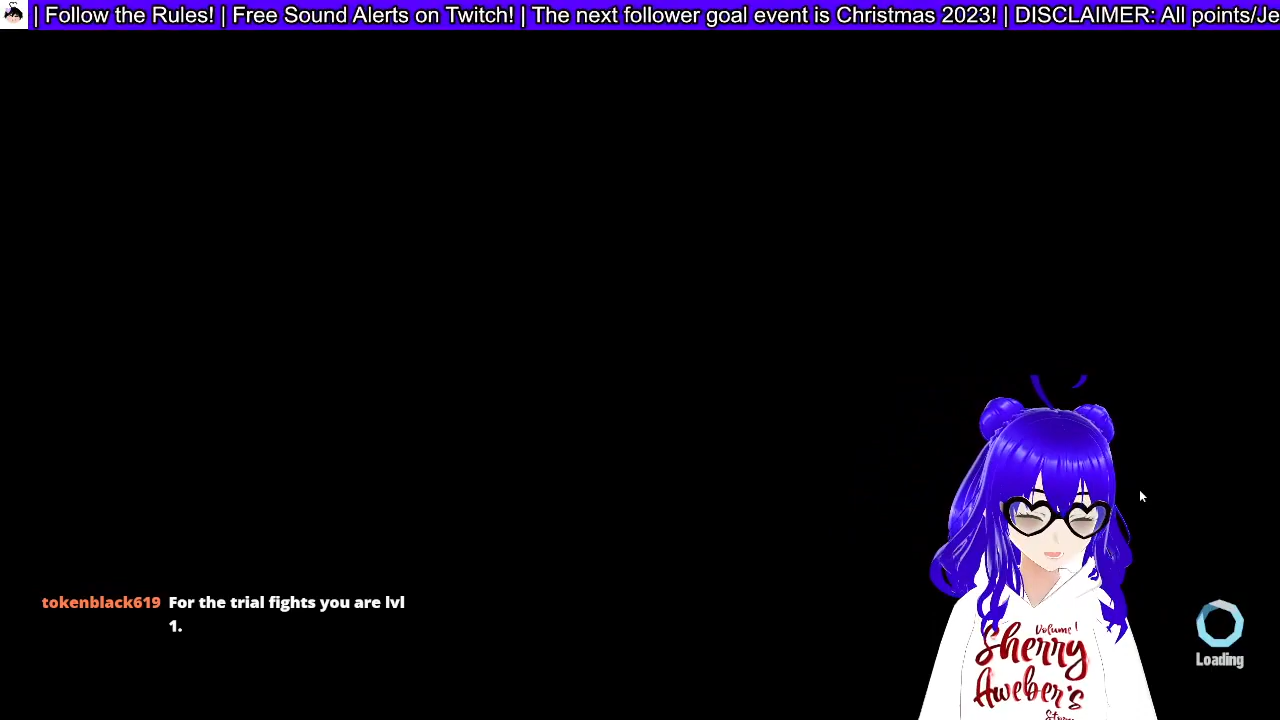 | Follow the Rules! | Free Sound Alerts on Twitch! | The next follower goal event is Christmas 2023! | DISCLAIMER: All points/Je
tokenblack619 For the trial fights you are lvl
1.
Volume 1
Sherry
Aweber's
Loading